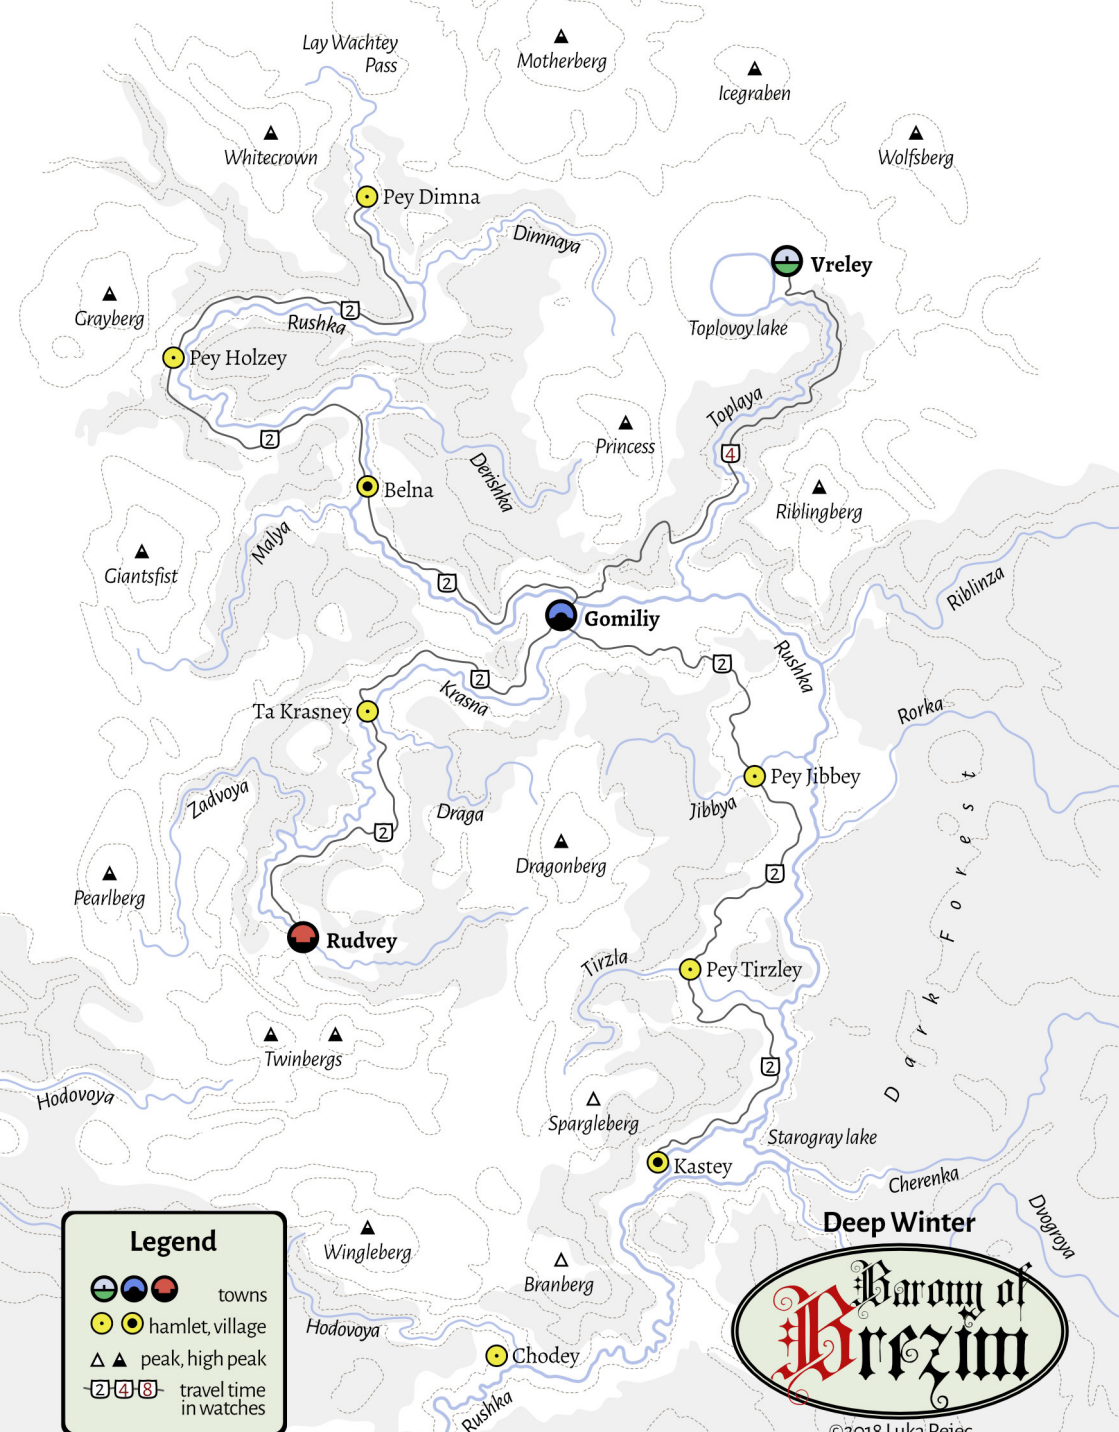 Lay Wachtey
Pass
Motherberg
Icegraben
Whitecrown
Wolfsberg
Pey Dimna
Dimnaya
Vreley
Grayberg
2
Rushka
Toplovoy lake
Pey Holzey
Toplaya
2
Princess
4
Derishka
Belna
Riblingberg
Malya
Giantsfist
2
Riblinza
Gomiliy
Rushka
2
2
Krasna
Ta Krasney
Rorka
Pey Jibbey
Zadvoya
Jibbya
Draga
2
Dragonberg
2
Pearlberg
Dark Forest
Rudvey
Tirzla
Pey Tirzley
Twinbergs
2
Hodovoya
Spargleberg
Starogray lake
Kastey
Cherenka
Dvogroya
Deep Winter
Wingleberg
Branberg
Hodovoya
Chodey
Rushka
Legend
towns
hamlet, village
peak, high peak
2 4 8 travel time
in watches
Barony of
Brezim
©2018 Luka Rejec